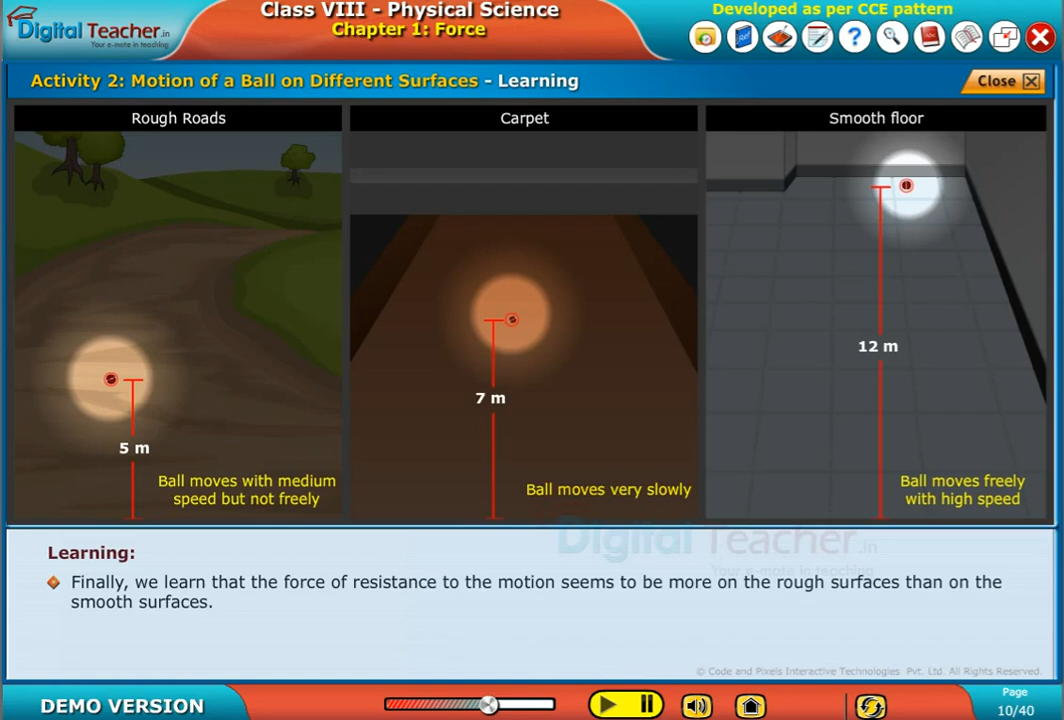 Class VIII - Physical Science
Chapter 1: Force
Developed as per CCE pattern
Digital Teacher.in
Your e-mate in teaching
Ref
?
Activity 2: Motion of a Ball on Different Surfaces - Learning
Close
Rough Roads
Carpet
Smooth floor
12 m
7 m
5 m
Ball moves with medium
speed but not freely
Ball moves very slowly
Ball moves freely
with high speed
Digital Teacher.in
Your e-mate in teaching
Learning:
Finally, we learn that the force of resistance to the motion seems to be more on the rough surfaces than on the
smooth surfaces.
© Code and Pixels Interactive Technologies Pvt. Ltd. All Rights Reserved.
DEMO VERSION
Page
10/40